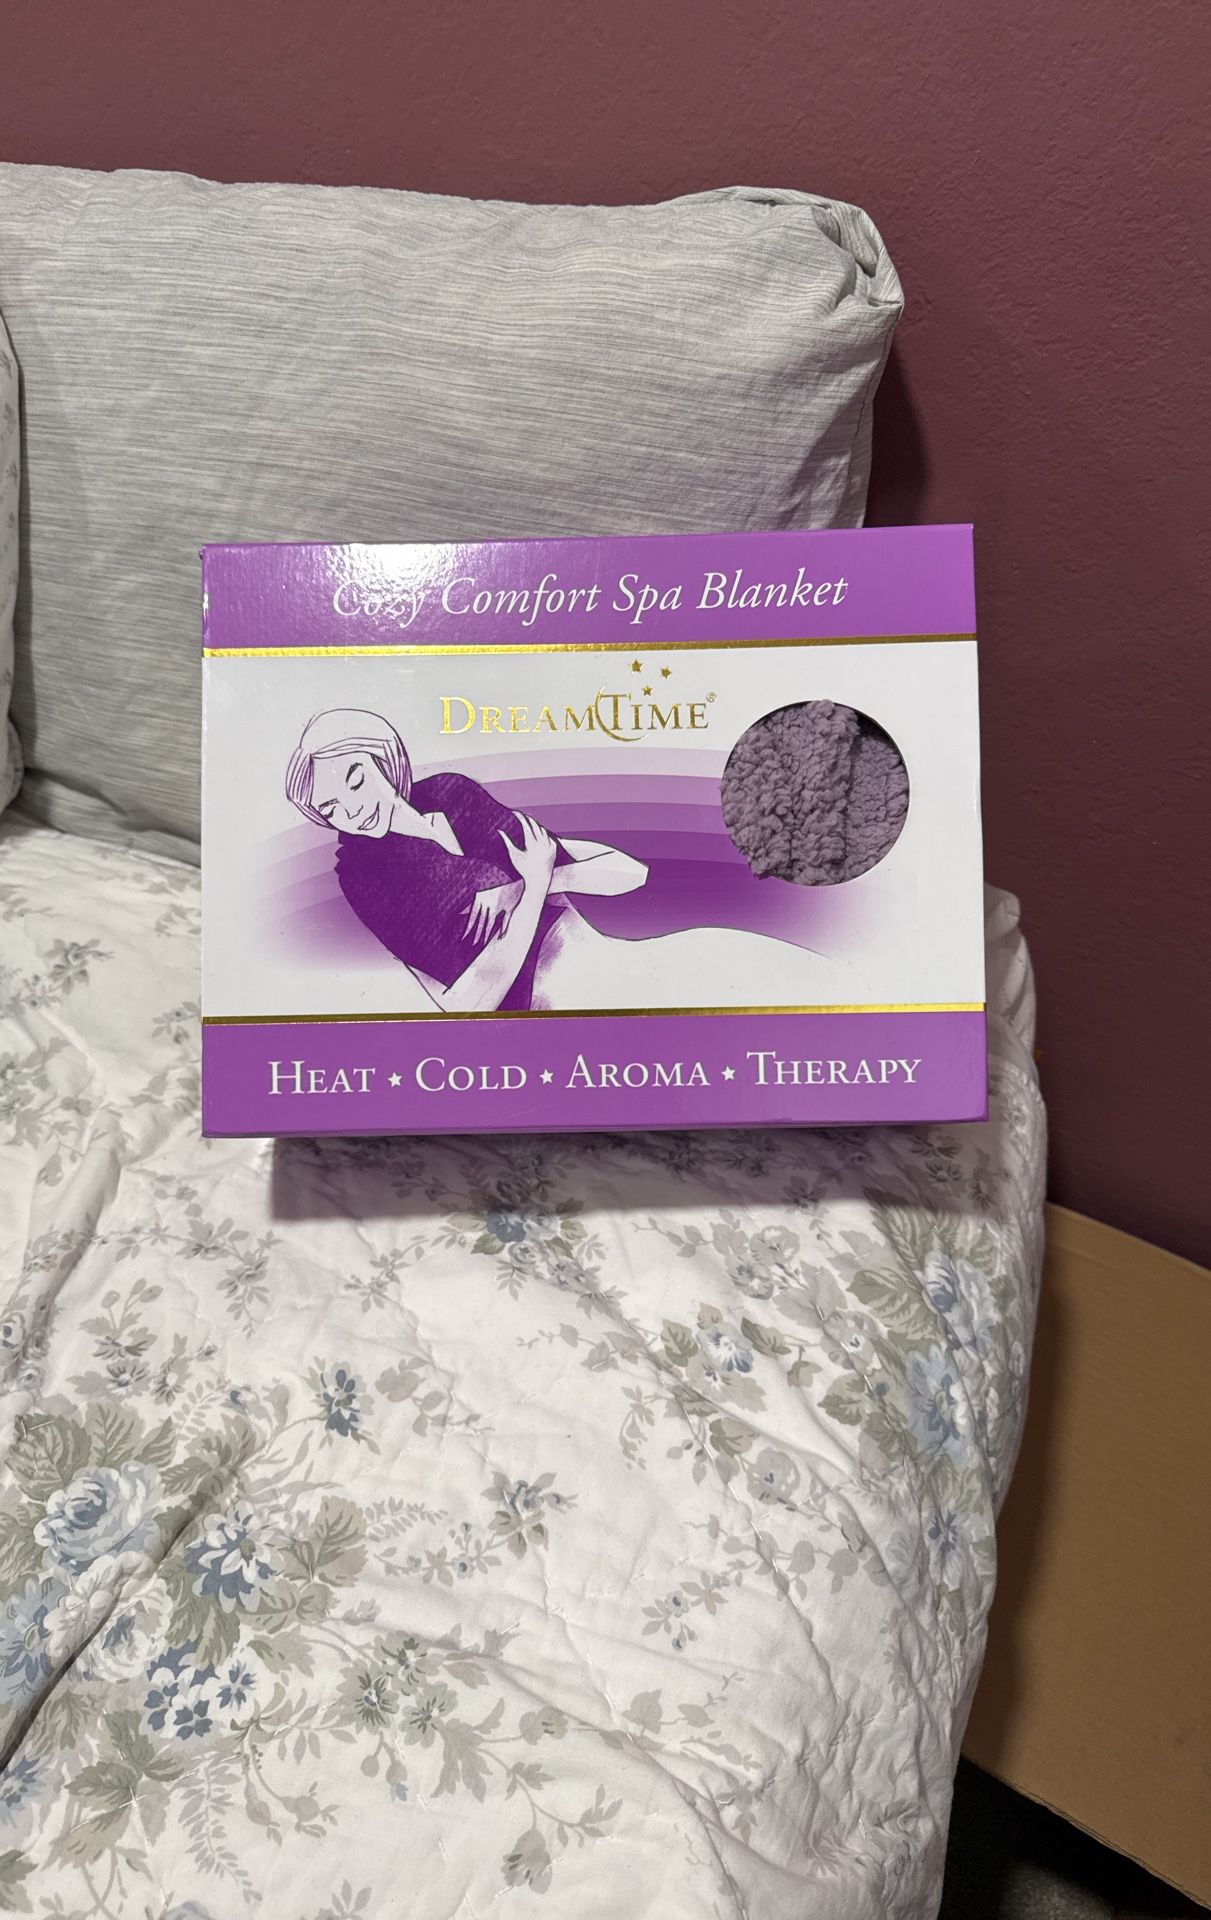 Cozy Comfort Spa Blanket
DREAMTIME®
HEAT ★ COLD ★ AROMA ★ THERAPY